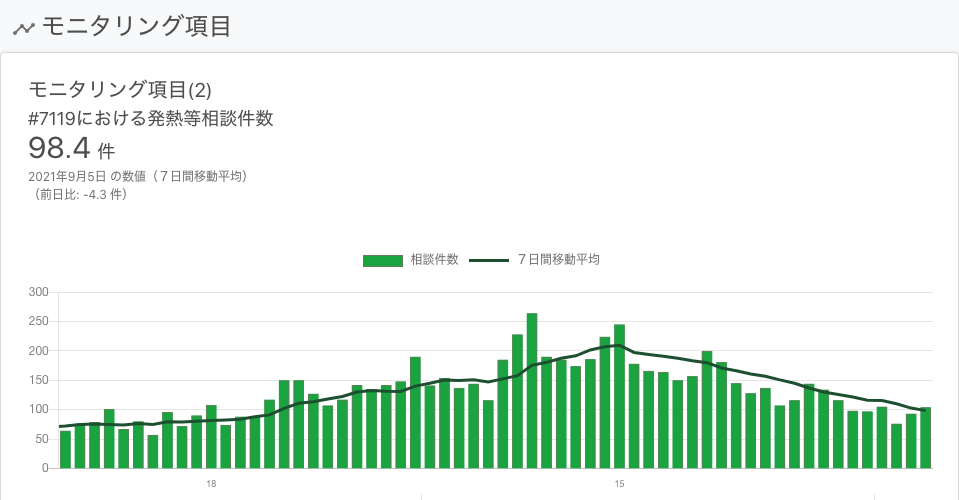 モニタリング項目
モニタリング項目(2)
#7119における発熱等相談件数
98.4 件
2021年9月5日 の数値（７日間移動平均）
（前日比: -4.3 件）
相談件数 ７日間移動平均
300
250
200
150
100
50
0
18 15